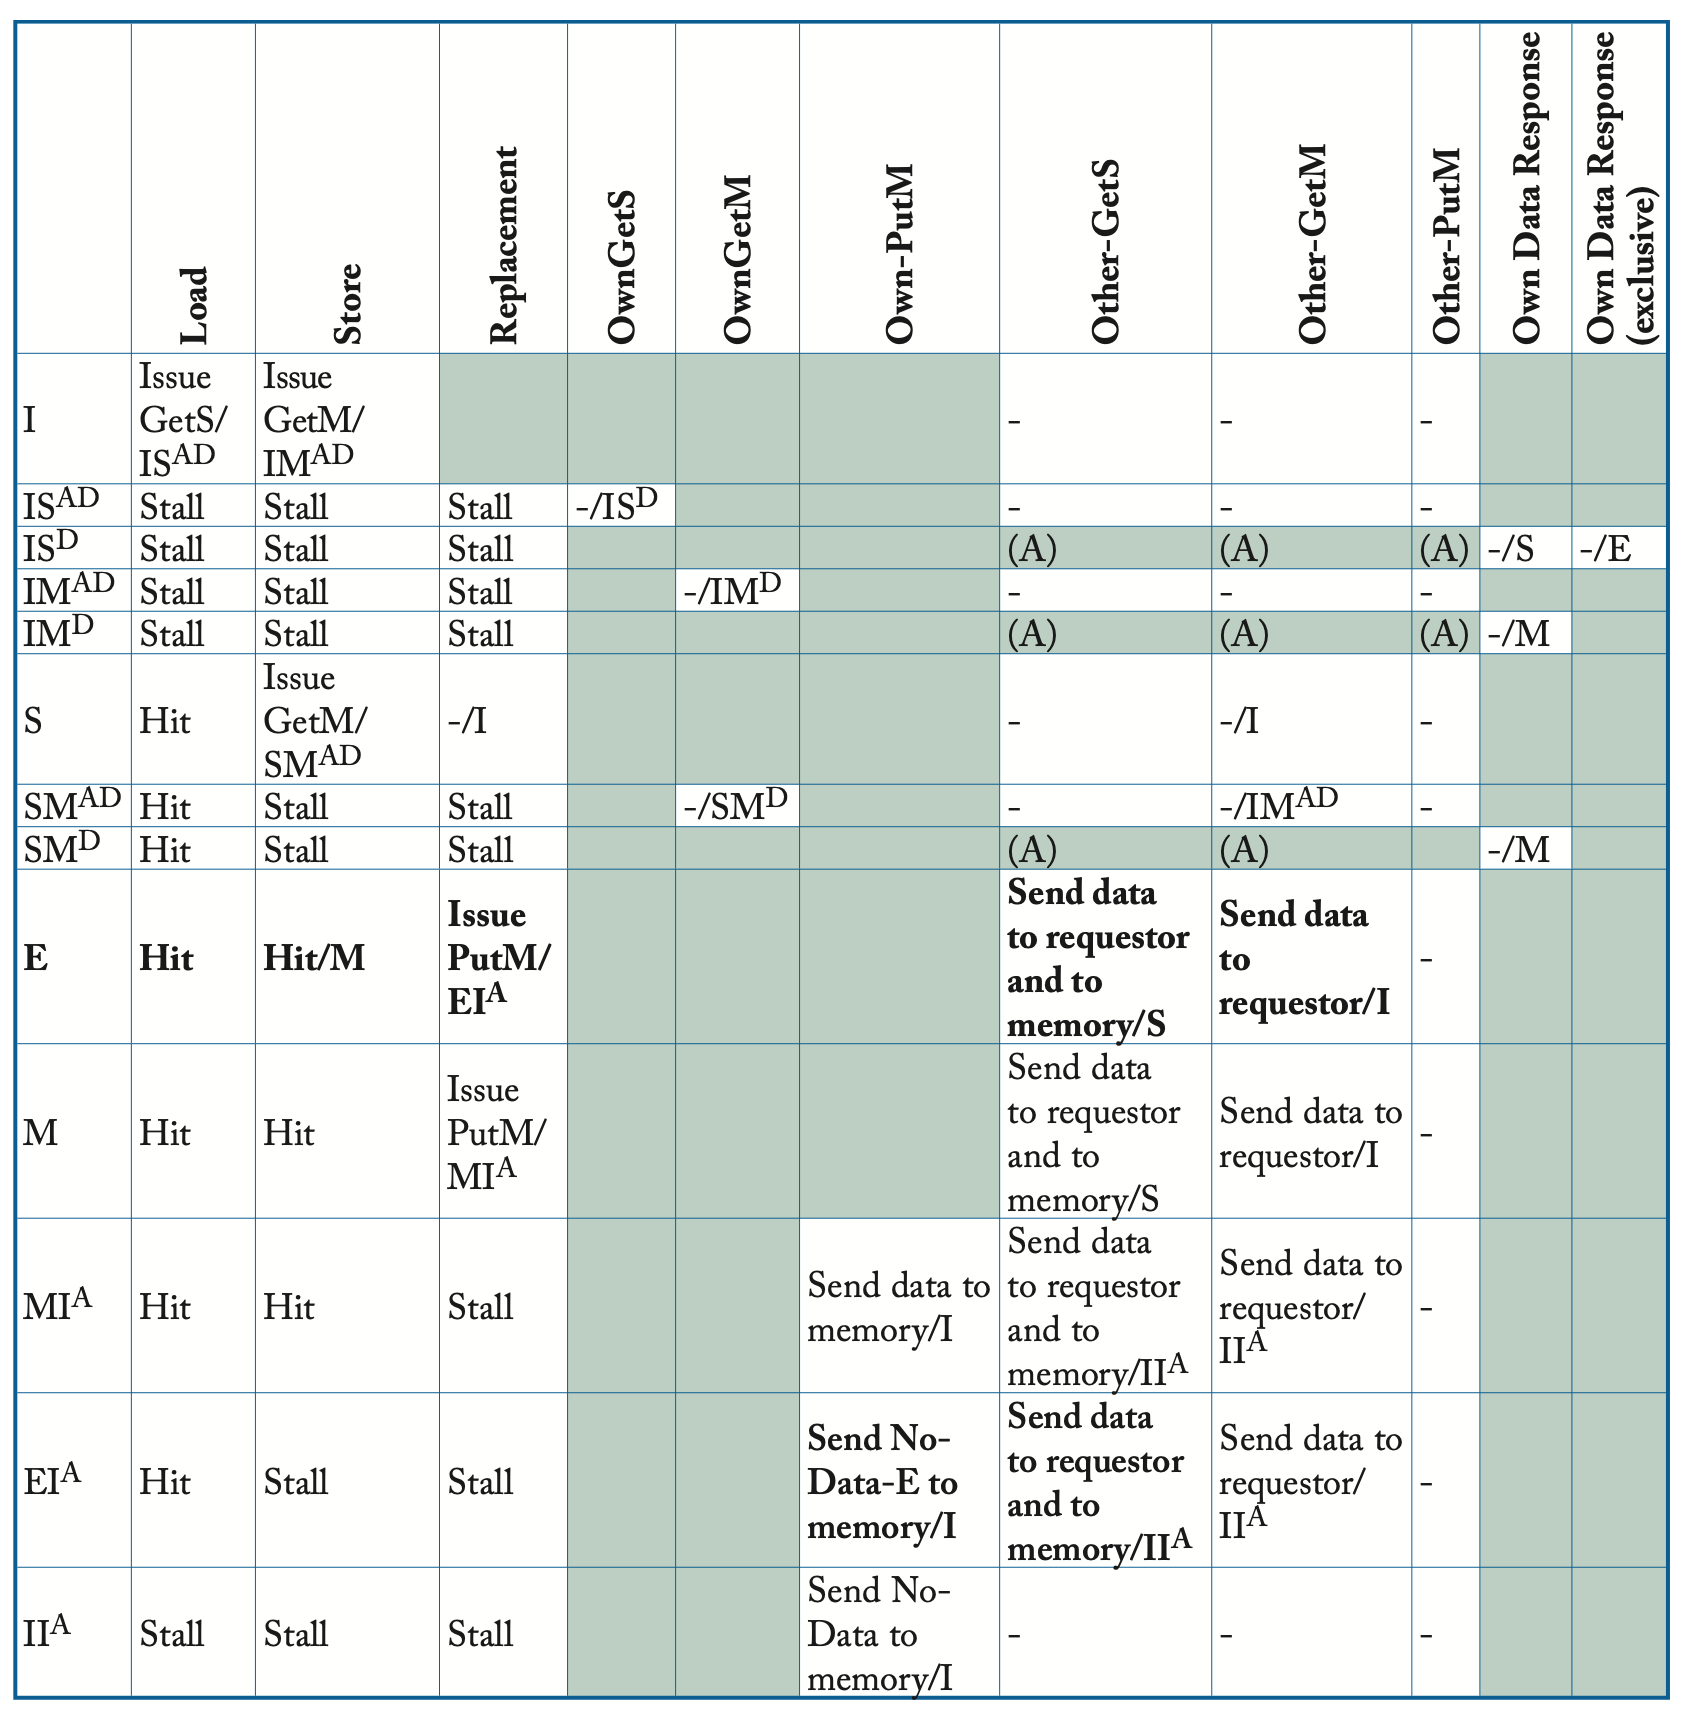 Load Store Replacement OwnGetS OwnGetM Own-PutM Other-GetS Other-GetM Other-PutM Own Data Response Own Data Response (exclusive)
I Issue GetS/ IS^AD Issue GetM/ IM^AD - - -
IS^AD Stall Stall Stall -/IS^D - - -
IS^D Stall Stall Stall (A) (A) (A) -/S -/E
IM^AD Stall Stall Stall -/IM^D - - -
IM^D Stall Stall Stall (A) (A) (A) -/M
S Hit Issue GetM/ SM^AD -/I - -/I -
SM^AD Hit Stall Stall -/SM^D - -/IM^AD -
SM^D Hit Stall Stall (A) (A) -/M
E Hit Hit/M Issue PutM/ EI^A Send data to requestor and to memory/S Send data to requestor/I -
M Hit Hit Issue PutM/ MI^A Send data to requestor and to memory/S Send data to requestor/I -
MI^A Hit Hit Stall Send data to memory/I Send data to requestor and to memory/II^A Send data to requestor/ II^A -
EI^A Hit Stall Stall Send No-Data-E to memory/I Send data to requestor and to memory/II^A Send data to requestor/ II^A -
II^A Stall Stall Stall Send No-Data to memory/I - - -